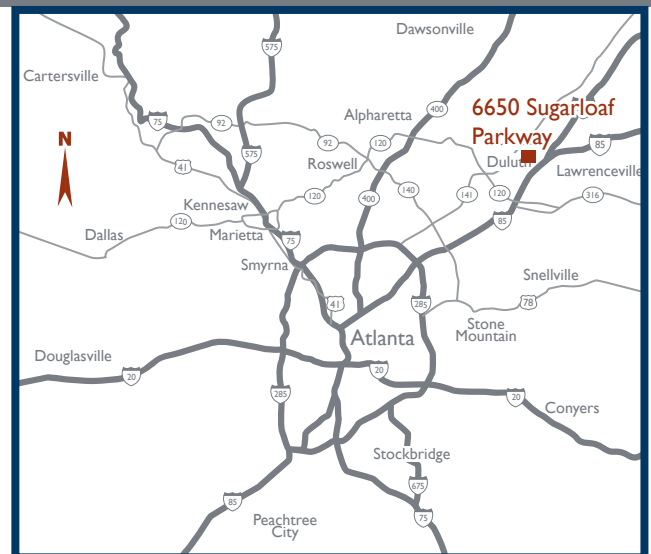 Dawsonville
575
Cartersville
400
6650 Sugarloaf
Parkway
75
92
Alpharetta
N
92
120
85
575
Roswell
Duluth
Lawrenceville
41
120
400
140
141
120
316
Kennesaw
120
Dallas
Marietta
75
85
Smyrna
Snellville
41
285
78
Stone
Mountain
Atlanta
Douglasville
20
20
285
20
Conyers
Stockbridge
675
85
75
Peachtree
City